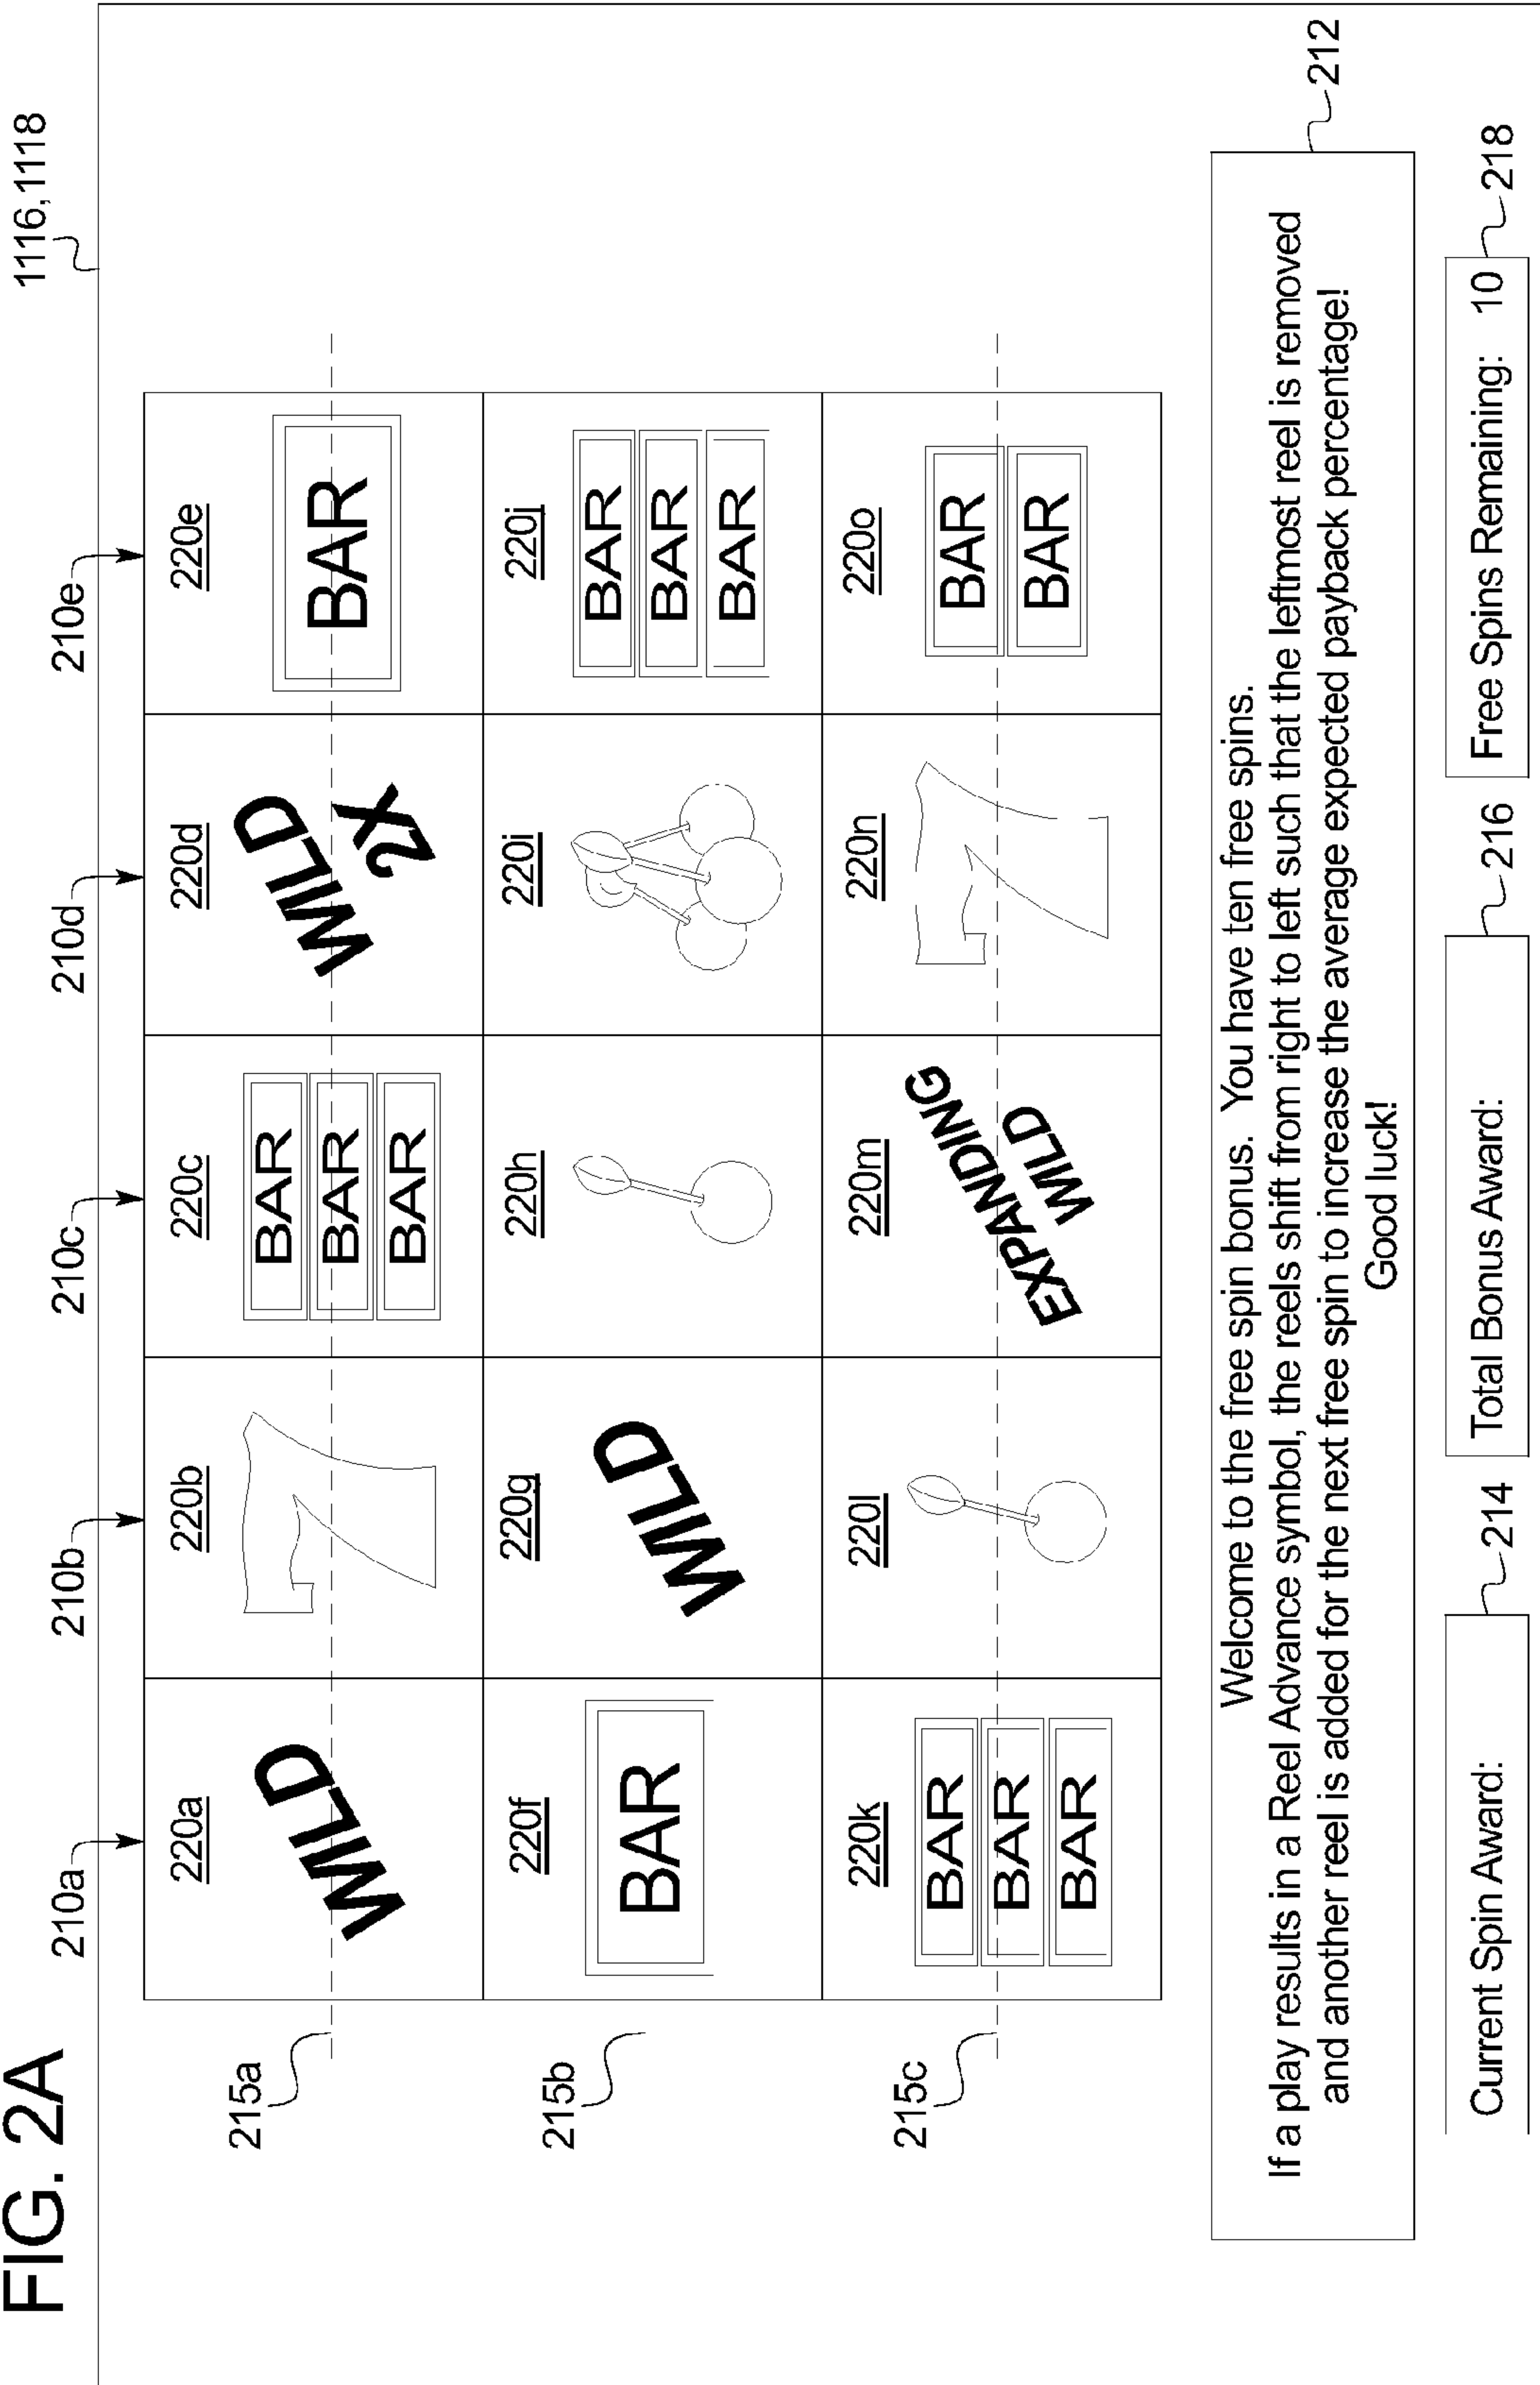 FIG. 2A
1116, 1118
210a 210b 210c 210d 210e
215a
220a 220b 220c 220d 220e
WILD
BAR
BAR
BAR
WILD
2X
BAR
215b
220f 220g 220h 220i 220j
BAR
WILD
BAR
BAR
BAR
215c
220k 220l 220m 220n 220o
BAR
BAR
BAR
EXPANDING
WILD
BAR
BAR
Welcome to the free spin bonus. You have ten free spins.
If a play results in a Reel Advance symbol, the reels shift from right to left such that the leftmost reel is removed
and another reel is added for the next free spin to increase the average expected payback percentage!
Good luck!
212
Current Spin Award:
214
Total Bonus Award:
216
Free Spins Remaining: 10
218